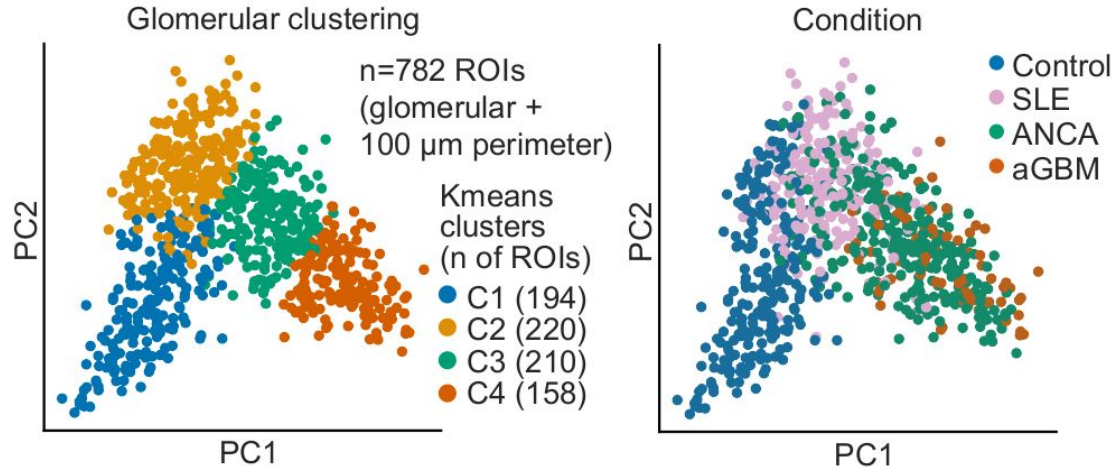 Glomerular clustering
n=782 ROIs
(glomerular +
100 µm perimeter)
Kmeans
clusters
(n of ROIs)
C1 (194)
C2 (220)
C3 (210)
C4 (158)
PC2
PC1
Condition
Control
SLE
ANCA
aGBM
PC2
PC1